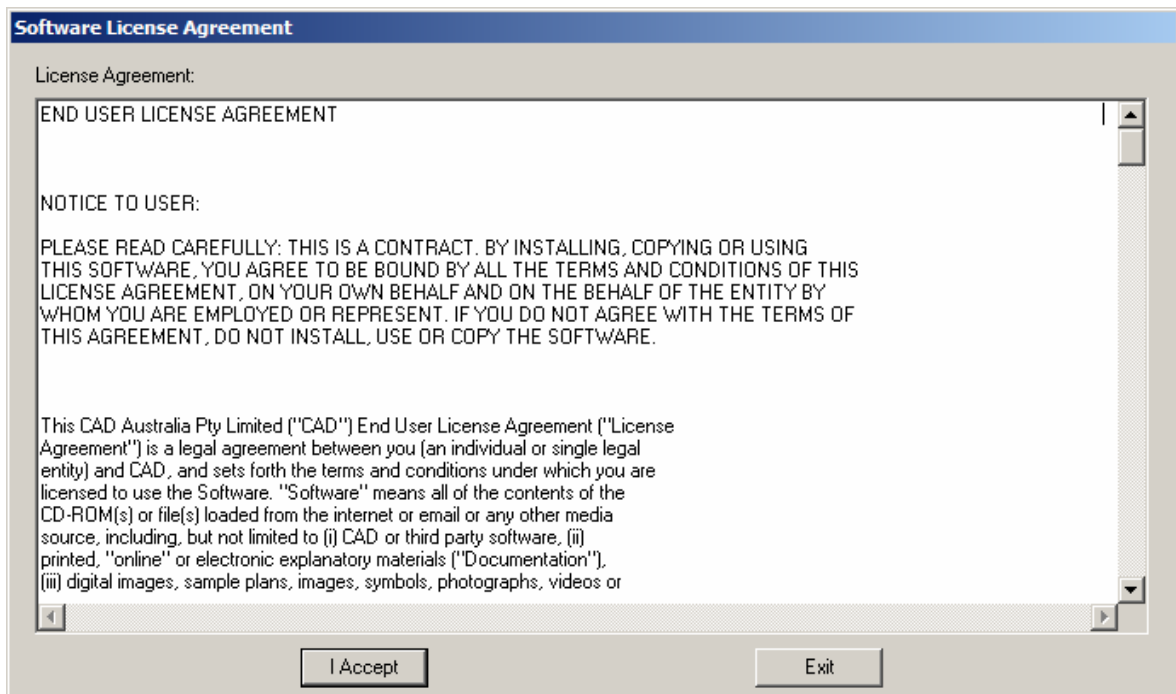 Software License Agreement
License Agreement:
END USER LICENSE AGREEMENT
NOTICE TO USER:
PLEASE READ CAREFULLY: THIS IS A CONTRACT. BY INSTALLING, COPYING OR USING
THIS SOFTWARE, YOU AGREE TO BE BOUND BY ALL THE TERMS AND CONDITIONS OF THIS
LICENSE AGREEMENT, ON YOUR OWN BEHALF AND ON THE BEHALF OF THE ENTITY BY
WHOM YOU ARE EMPLOYED OR REPRESENT. IF YOU DO NOT AGREE WITH THE TERMS OF
THIS AGREEMENT, DO NOT INSTALL, USE OR COPY THE SOFTWARE.
This CAD Australia Pty Limited ("CAD") End User License Agreement ("License
Agreement") is a legal agreement between you (an individual or single legal
entity) and CAD, and sets forth the terms and conditions under which you are
licensed to use the Software. "Software" means all of the contents of the
CD-ROM(s) or file(s) loaded from the internet or email or any other media
source, including, but not limited to (i) CAD or third party software, (ii)
printed, "online" or electronic explanatory materials ("Documentation"),
(iii) digital images, sample plans, images, symbols, photographs, videos or
I Accept
Exit